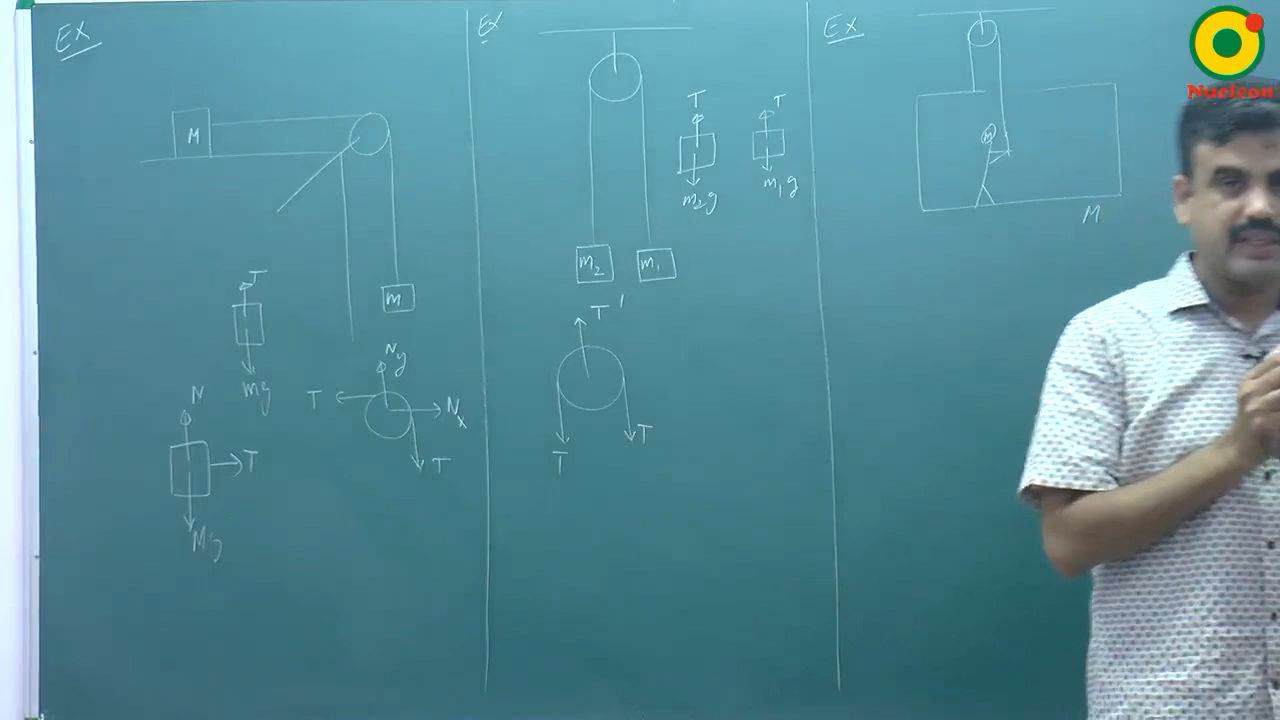 Ex
M
m
T
mg
N
T
Mg
Ny
T
Nx
T
Ex
m₂
m₁
T
m₂g
T
m₁g
T'
T
T
Ex
m
M
Nucleon